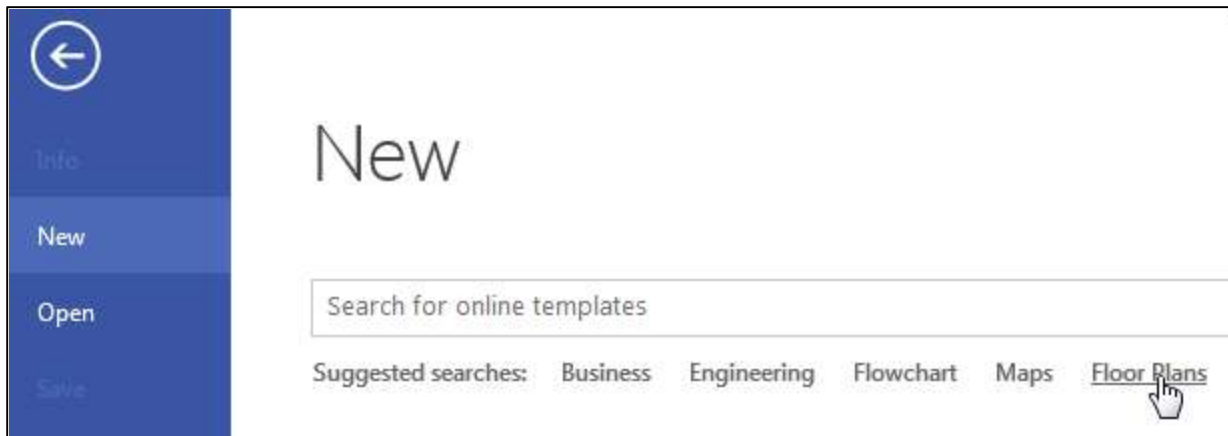 Info
New
Open
Save
New
Search for online templates
Suggested searches: Business Engineering Flowchart Maps Floor Plans